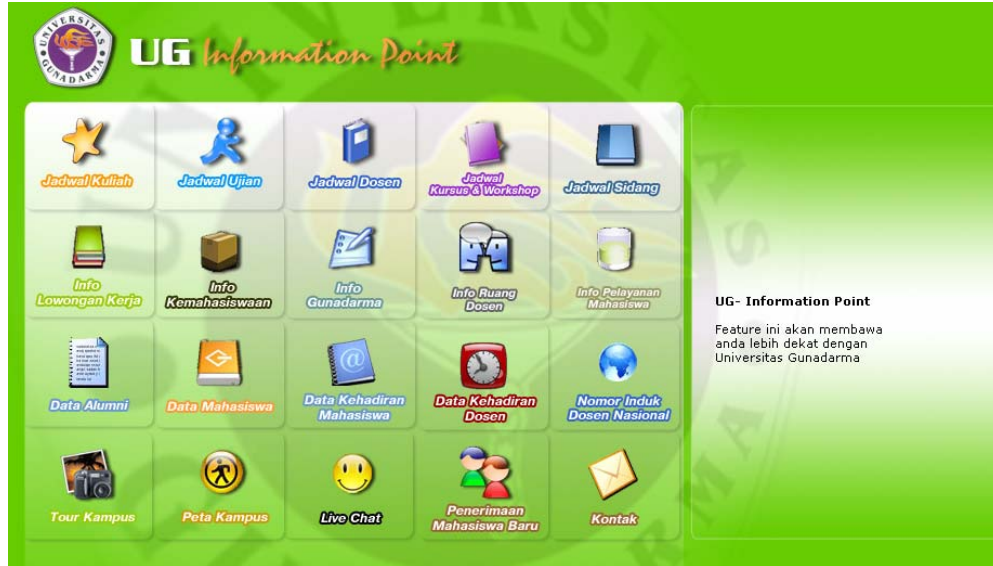 UNIVERSITAS
GUNADARMA
UG Information Point
Jadwal Kuliah
Jadwal Ujian
Jadwal Dosen
Jadwal
Kursus & Workshop
Jadwal Sidang
Info
Lowongan Kerja
Info
Kemahasiswaan
Info
Gunadarma
Info Ruang
Dosen
Info Pelayanan
Mahasiswa
Data Alumni
Data Mahasiswa
Data Kehadiran
Mahasiswa
Data Kehadiran
Dosen
Nomor Induk
Dosen Nasional
Tour Kampus
Peta Kampus
Live Chat
Penerimaan
Mahasiswa Baru
Kontak
UG- Information Point
Feature ini akan membawa
anda lebih dekat dengan
Universitas Gunadarma